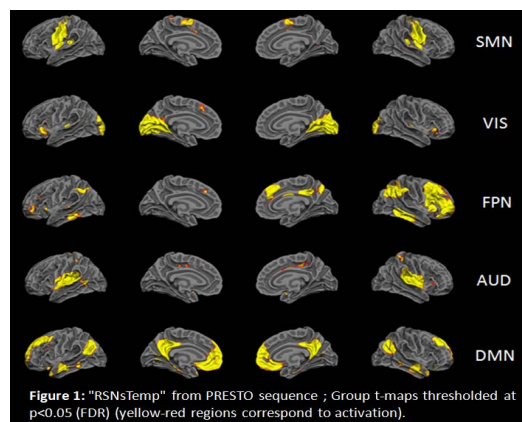 SMN
VIS
FPN
AUD
DMN
Figure 1: "RSNsTemp" from PRESTO sequence ; Group t-maps thresholded at
p<0.05 (FDR) (yellow-red regions correspond to activation).